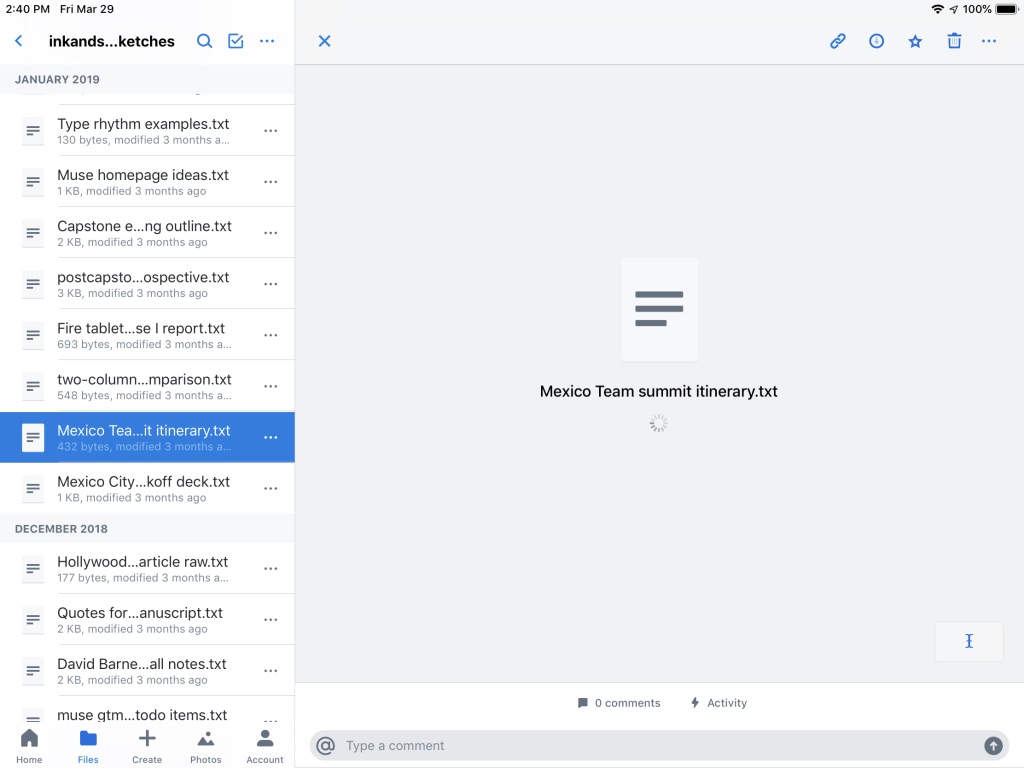 2:40 PM Fri Mar 29
100%
inkands...ketches
JANUARY 2019
Type rhythm examples.txt
130 bytes, modified 3 months a...
Muse homepage ideas.txt
1 KB, modified 3 months ago
Capstone e...ng outline.txt
2 KB, modified 3 months ago
postcapsto...ospective.txt
3 KB, modified 3 months ago
Fire tablet...se I report.txt
693 bytes, modified 3 months a...
two-column...mparison.txt
548 bytes, modified 3 months a...
Mexico Tea...it itinerary.txt
432 bytes, modified 3 months a...
Mexico City...koff deck.txt
1 KB, modified 3 months ago
DECEMBER 2018
Hollywood...article raw.txt
177 bytes, modified 3 months a...
Quotes for...anuscript.txt
2 KB, modified 3 months ago
David Barne...all notes.txt
2 KB, modified 3 months ago
muse gtm...todo items.txt
Home
Files
Create
Photos
Account
Mexico Team summit itinerary.txt
0 comments
Activity
@ Type a comment